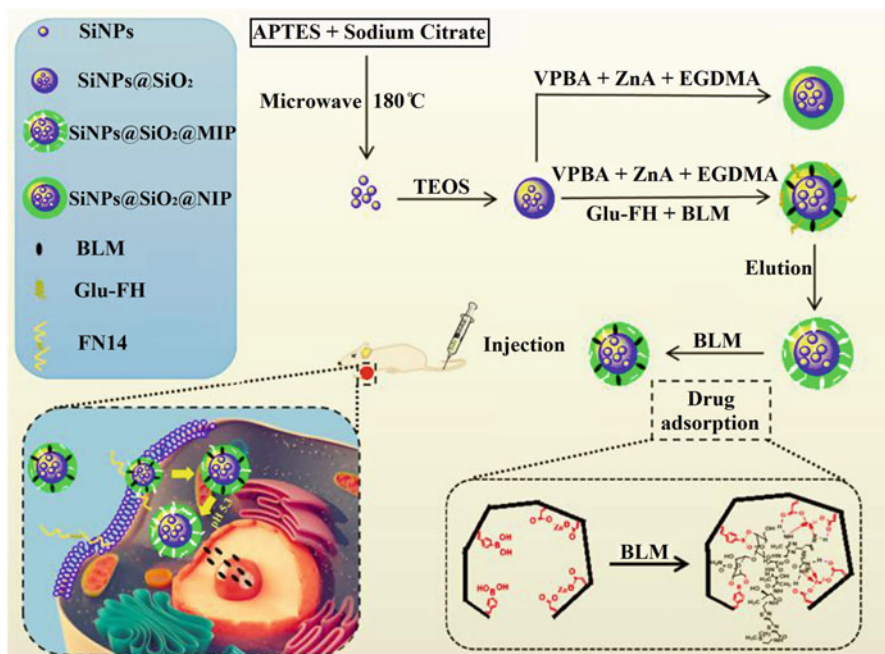 SiNPs
SiNPs@SiO₂
SiNPs@SiO₂@MIP
SiNPs@SiO₂@NIP
BLM
Glu-FH
FN14
APTES + Sodium Citrate
Microwave 180℃
TEOS
VPBA + ZnA + EGDMA
VPBA + ZnA + EGDMA
Glu-FH + BLM
Elution
BLM
Injection
Drug
adsorption
pH 5.3
BLM